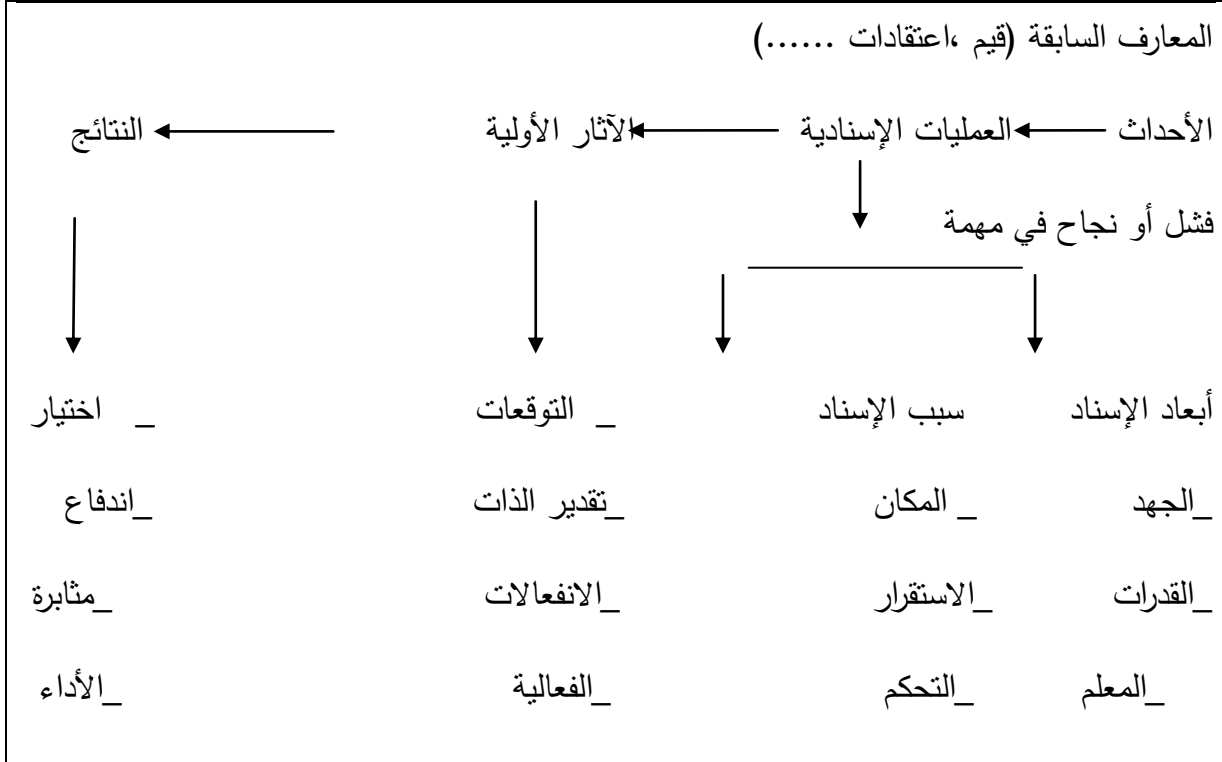 المعارف السابقة (قيم ،اعتقادات ......)
الأحداث العمليات الإسنادية الآثار الأولية النتائج
فشل أو نجاح في مهمة
أبعاد الإسناد سبب الإسناد _ التوقعات _ اختيار
_الجهد _ المكان _تقدير الذات _اندفاع
_القدرات _الاستقرار _الانفعالات _مثابرة
_المعلم _التحكم _الفعالية _الأداء